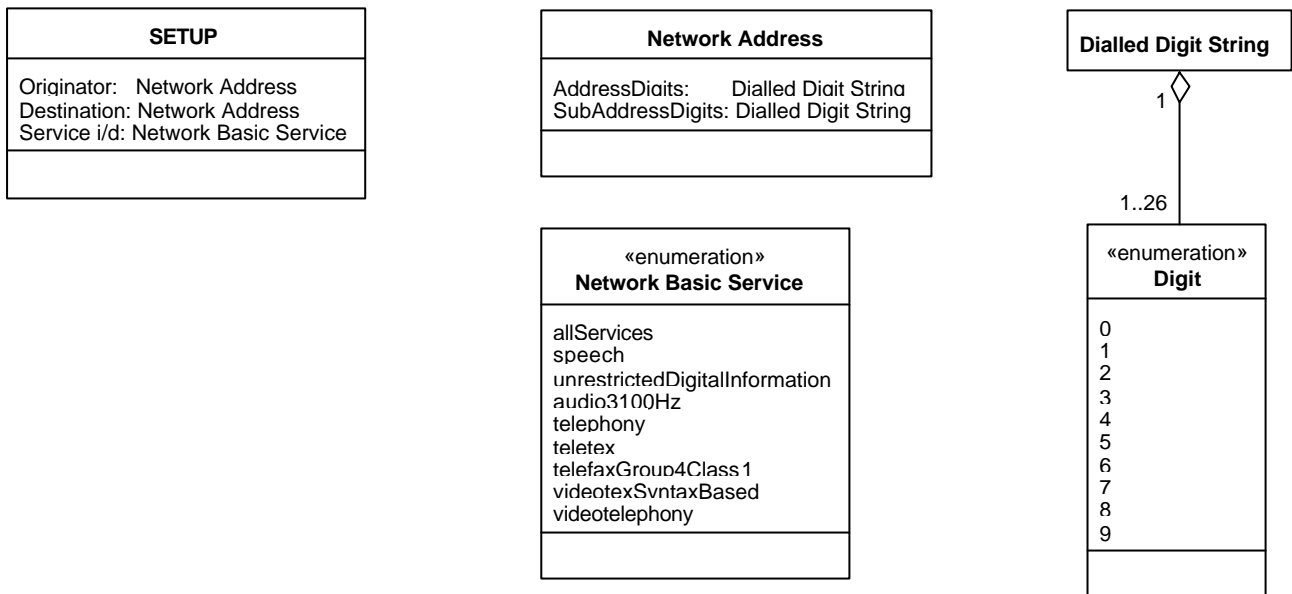 SETUP
Originator: Network Address
Destination: Network Address
Service i/d: Network Basic Service
Network Address
AddressDigits: Dialled Digit String
SubAddressDigits: Dialled Digit String
«enumeration»
Network Basic Service
allServices
speech
unrestrictedDigitalInformation
audio3100Hz
telephony
teletex
telefaxGroup4Class1
videotexSyntaxBased
videotelephony
Dialled Digit String
1
1..26
«enumeration»
Digit
0
1
2
3
4
5
6
7
8
9